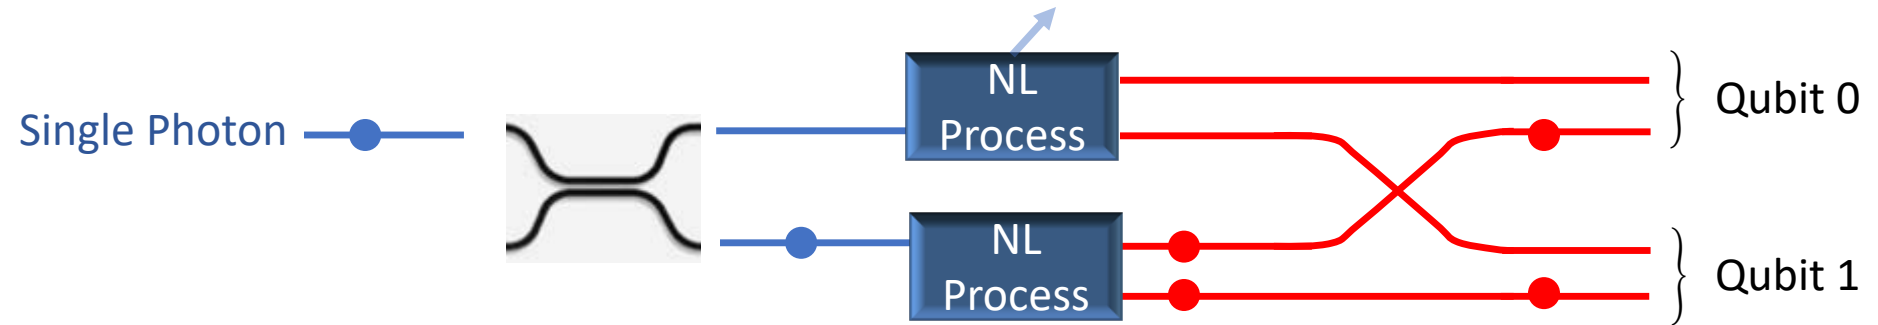 Single Photon
NL
Process
NL
Process
Qubit 0
Qubit 1